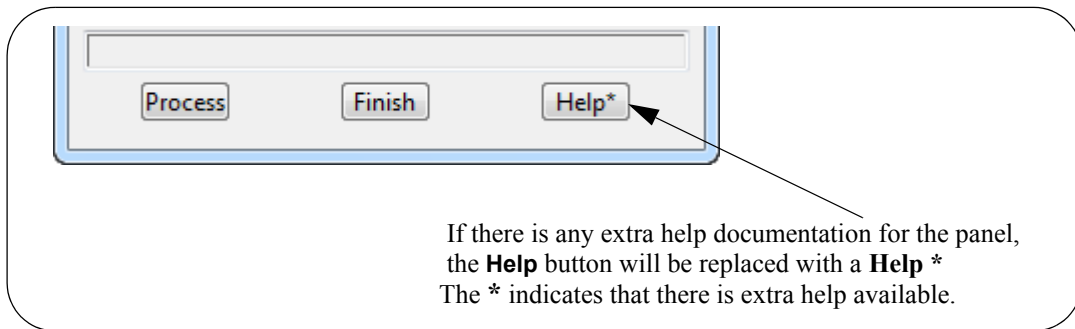 Process Finish Help*
If there is any extra help documentation for the panel,
the Help button will be replaced with a Help *
The * indicates that there is extra help available.